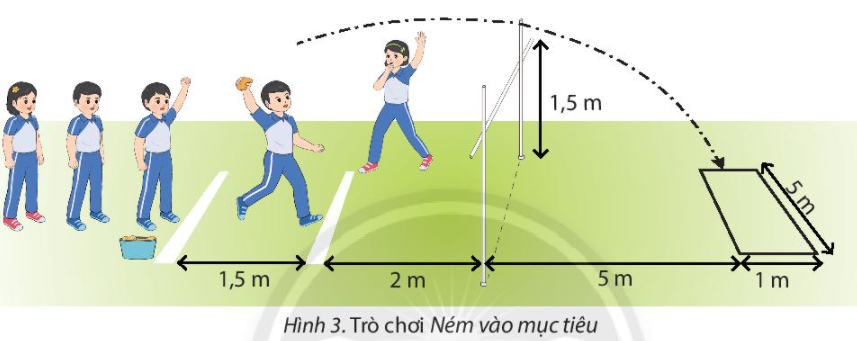 1,5 m
5 m
1,5 m
2 m
5 m
1 m
Hình 3. Trò chơi Ném vào mục tiêu